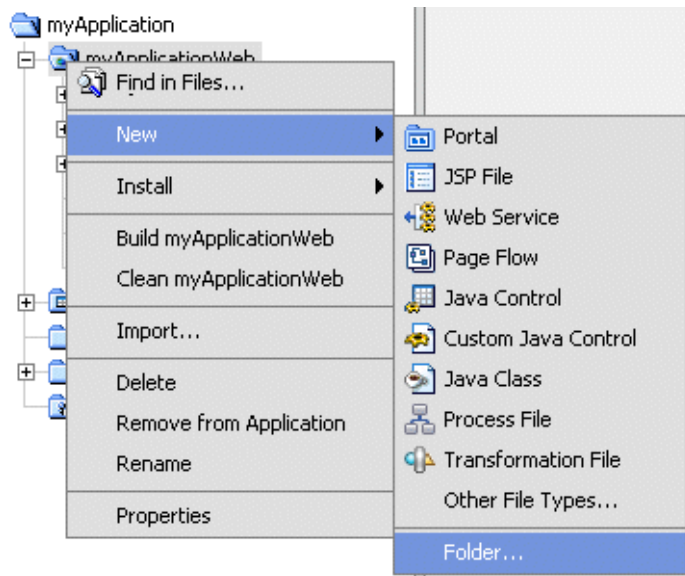 myApplication
myApplicationWeb
Find in Files...
New
Install
Build myApplicationWeb
Clean myApplicationWeb
Import...
Delete
Remove from Application
Rename
Properties
Portal
JSP File
Web Service
Page Flow
Java Control
Custom Java Control
Java Class
Process File
Transformation File
Other File Types...
Folder...